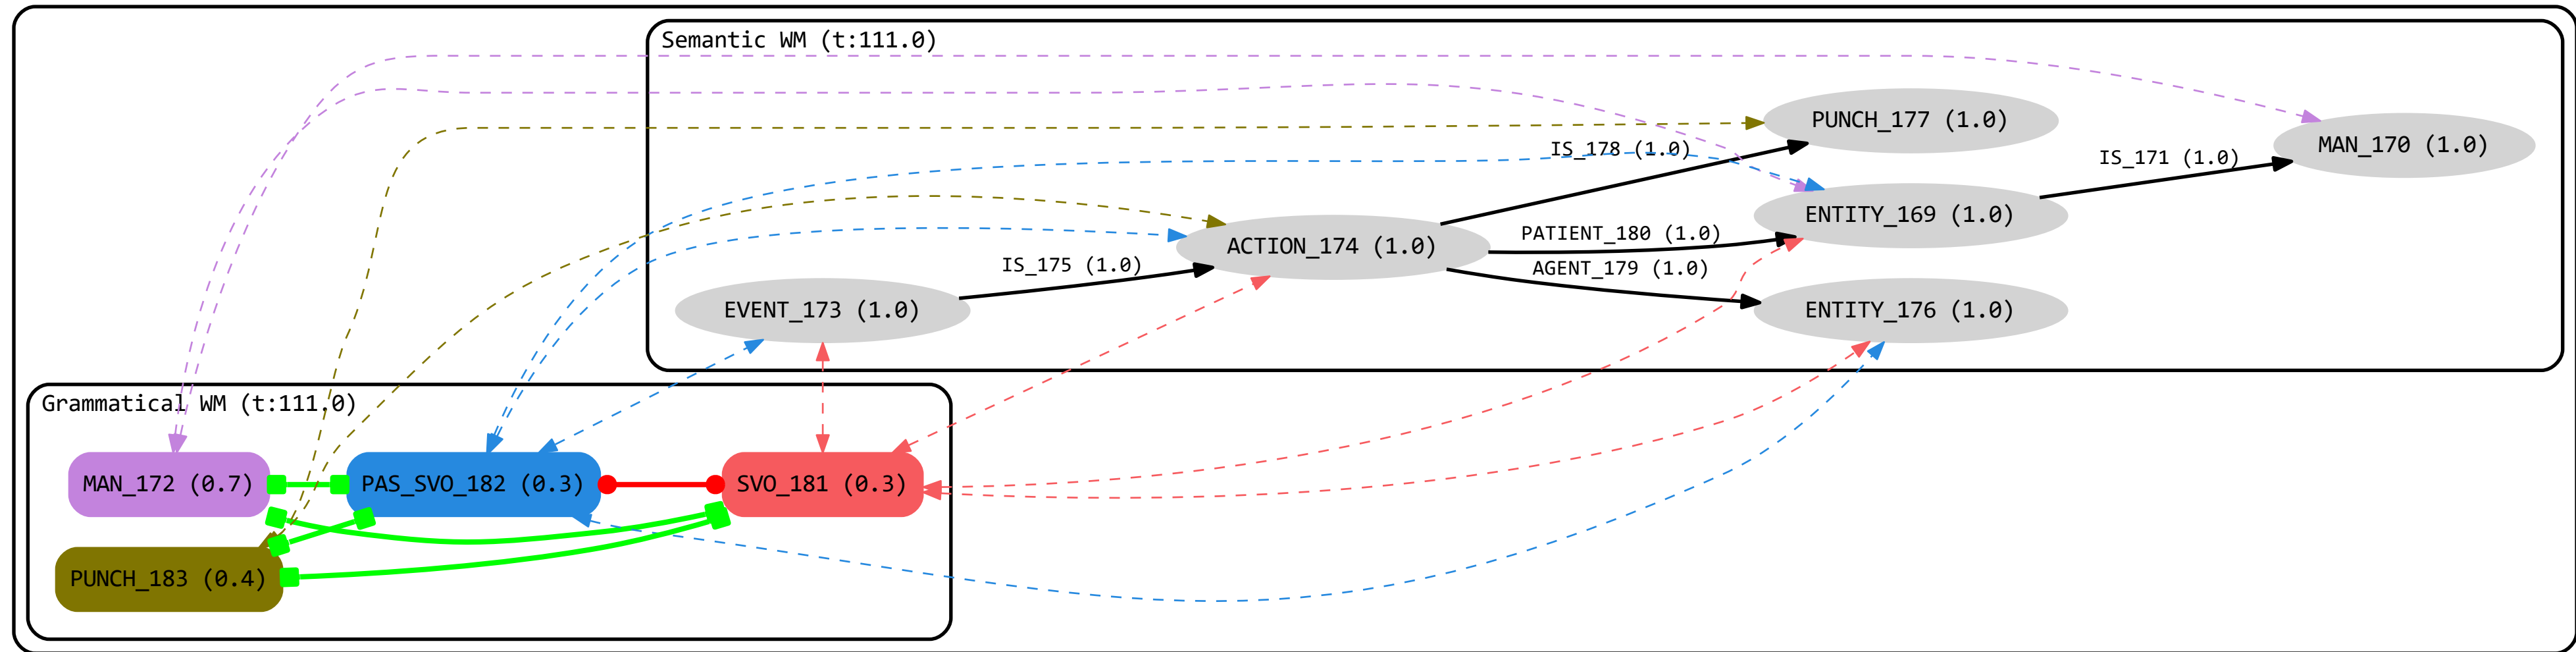 Semantic WM (t:111.0)
PUNCH_177 (1.0)
MAN_170 (1.0)
IS_178 (1.0)
IS_171 (1.0)
ENTITY_169 (1.0)
ACTION_174 (1.0)
PATIENT_180 (1.0)
IS_175 (1.0)
AGENT_179 (1.0)
EVENT_173 (1.0)
ENTITY_176 (1.0)
Grammatical WM (t:111.0)
MAN_172 (0.7)
PAS_SVO_182 (0.3)
SVO_181 (0.3)
PUNCH_183 (0.4)